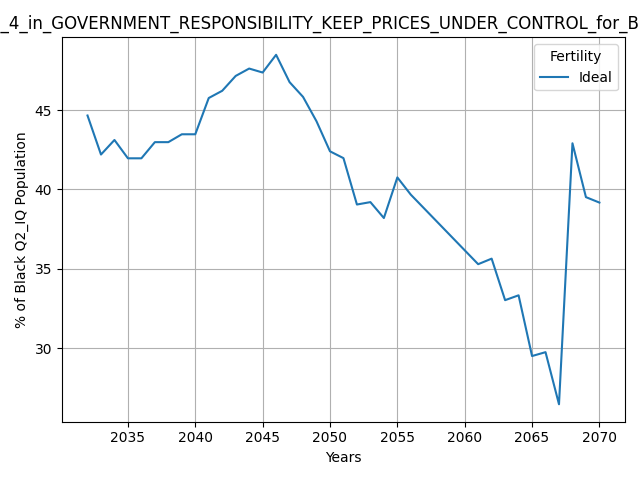 _4_in_GOVERNMENT_RESPONSIBILITY_KEEP_PRICES_UNDER_CONTROL_for_B
Fertility
Ideal
% of Black Q2_IQ Population
45
40
35
30
2035 2040 2045 2050 2055 2060 2065 2070
Years